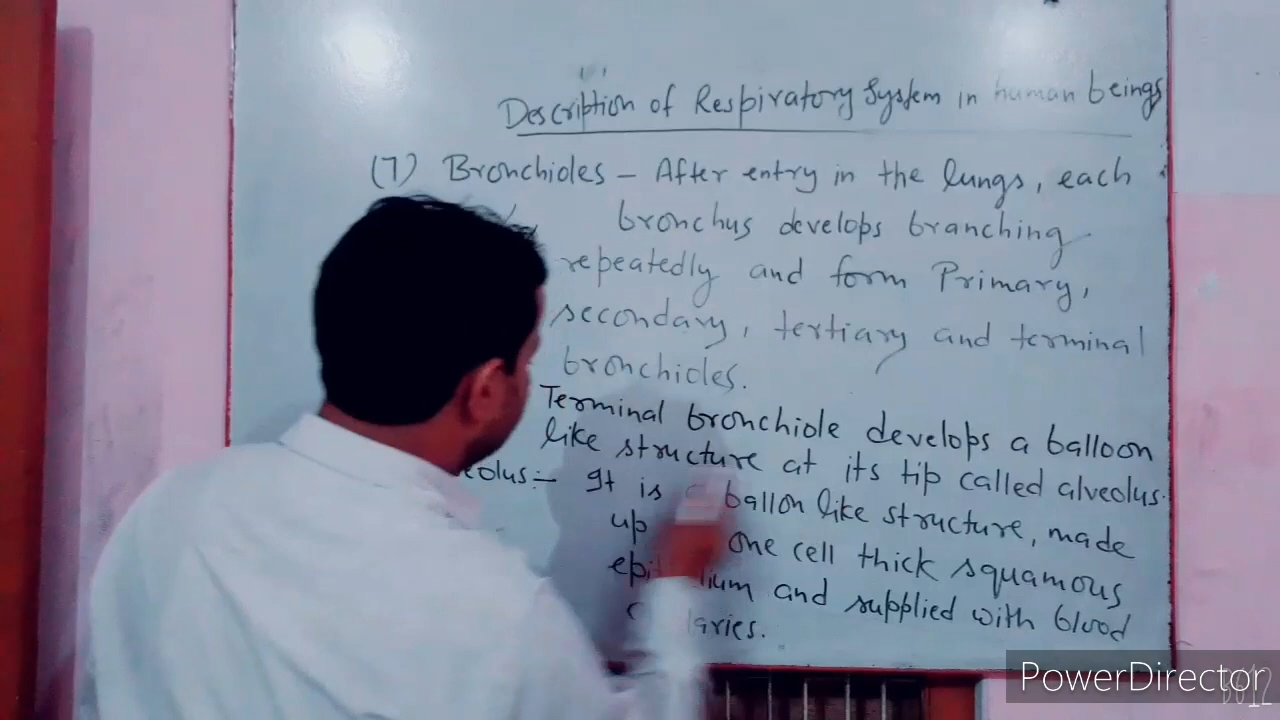 Description of Respiratory System in human beings
(7) Bronchioles – After entry in the lungs, each
bronchus develops branching
repeatedly and form Primary,
secondary, tertiary and terminal
bronchioles.
Terminal bronchiole develops a balloon
like structure at its tip called alveolus.
eolus:– It is a ballon like structure, made
up one cell thick squamous
and supplied with blood
PowerDirector